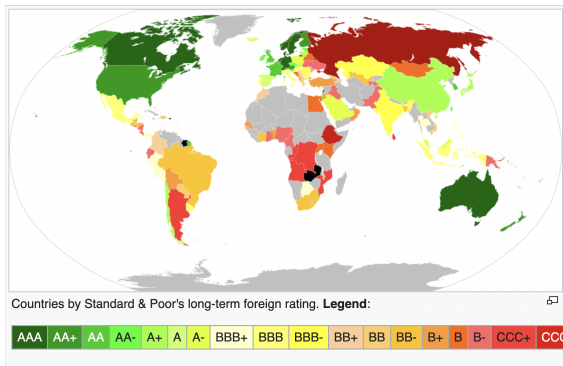 Countries by Standard & Poor's long-term foreign rating. Legend:
AAA AA+ AA AA- A+ A A- BBB+ BBB BBB- BB+ BB BB- B+ B B- CCC+ CCC